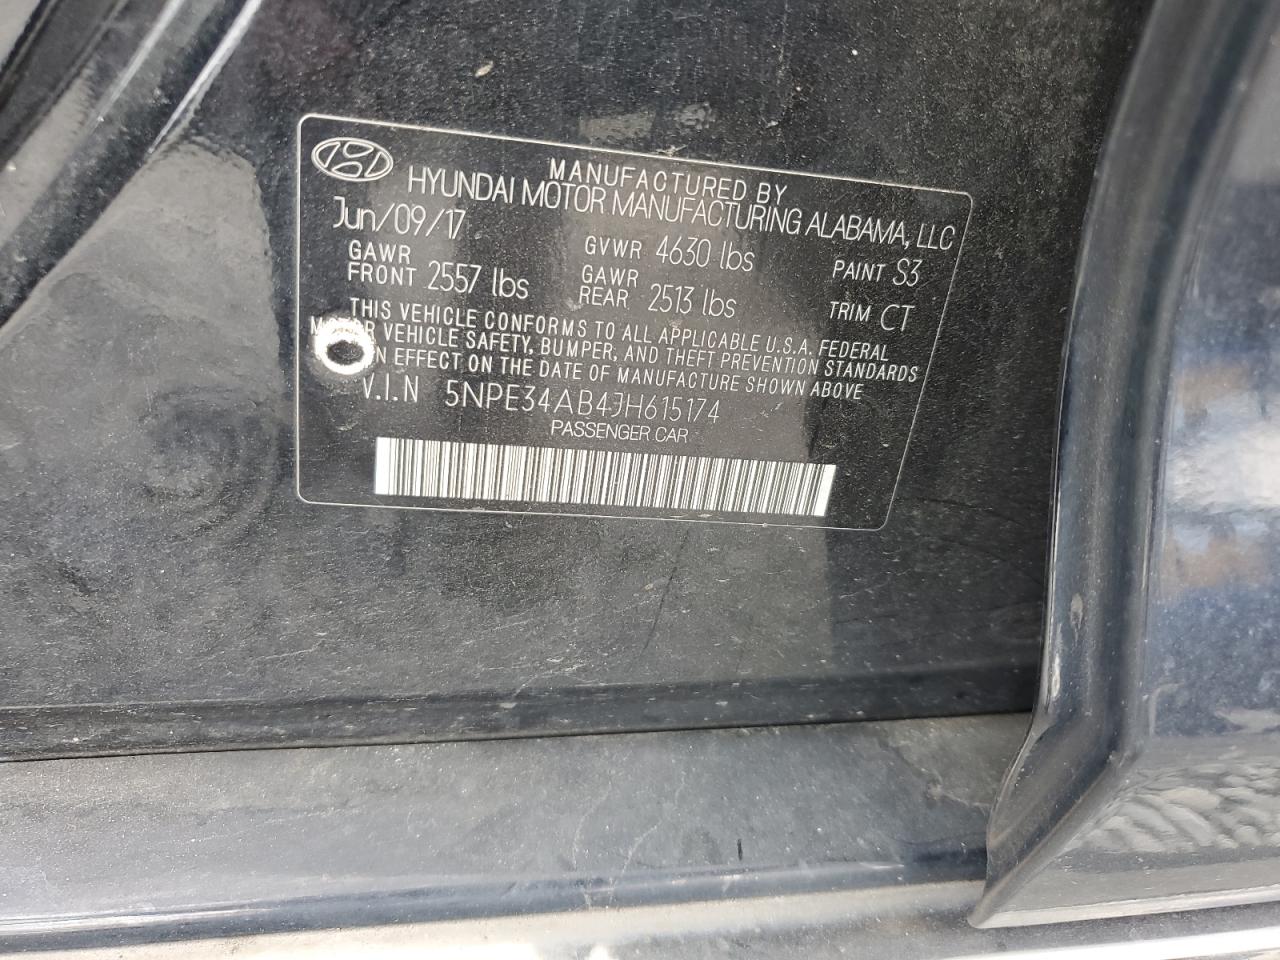 MANUFACTURED BY
HYUNDAI MOTOR MANUFACTURING ALABAMA, LLC
Jun/09/17 GVWR 4630 lbs PAINT S3
GAWR FRONT 2557 lbs GAWR REAR 2513 lbs TRIM CT
THIS VEHICLE CONFORMS TO ALL APPLICABLE U.S.A. FEDERAL
VEHICLE SAFETY, BUMPER, AND THEFT PREVENTION STANDARDS
IN EFFECT ON THE DATE OF MANUFACTURE SHOWN ABOVE
V.I.N 5NPE34AB4JH615174
PASSENGER CAR